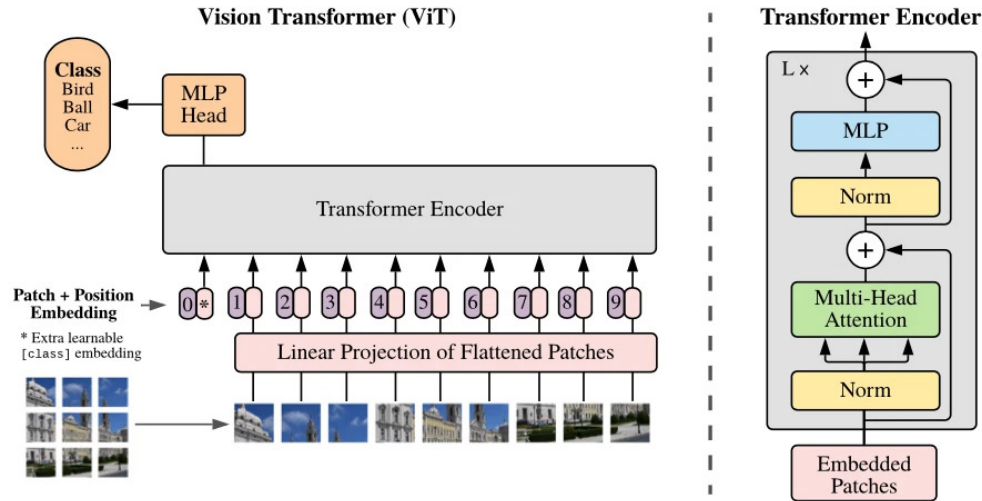 Vision Transformer (ViT)
Class
Bird
Ball
Car
...
MLP
Head
Transformer Encoder
Patch + Position
Embedding
* Extra learnable
[class] embedding
0 * 1 2 3 4 5 6 7 8 9
Linear Projection of Flattened Patches
Transformer Encoder
L ×
+
MLP
Norm
+
Multi-Head
Attention
Norm
Embedded
Patches